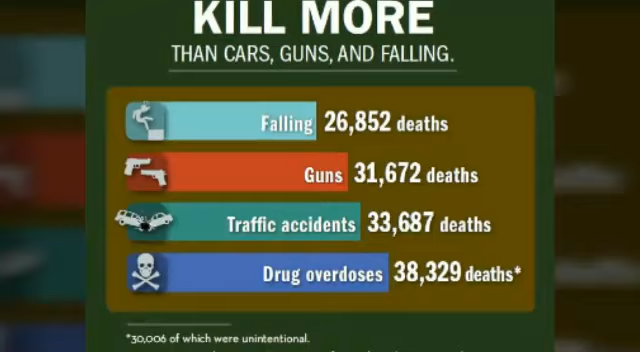 KILL MORE
THAN CARS, GUNS, AND FALLING.
Falling 26,852 deaths
Guns 31,672 deaths
Traffic accidents 33,687 deaths
Drug overdoses 38,329 deaths*
*30,006 of which were unintentional.